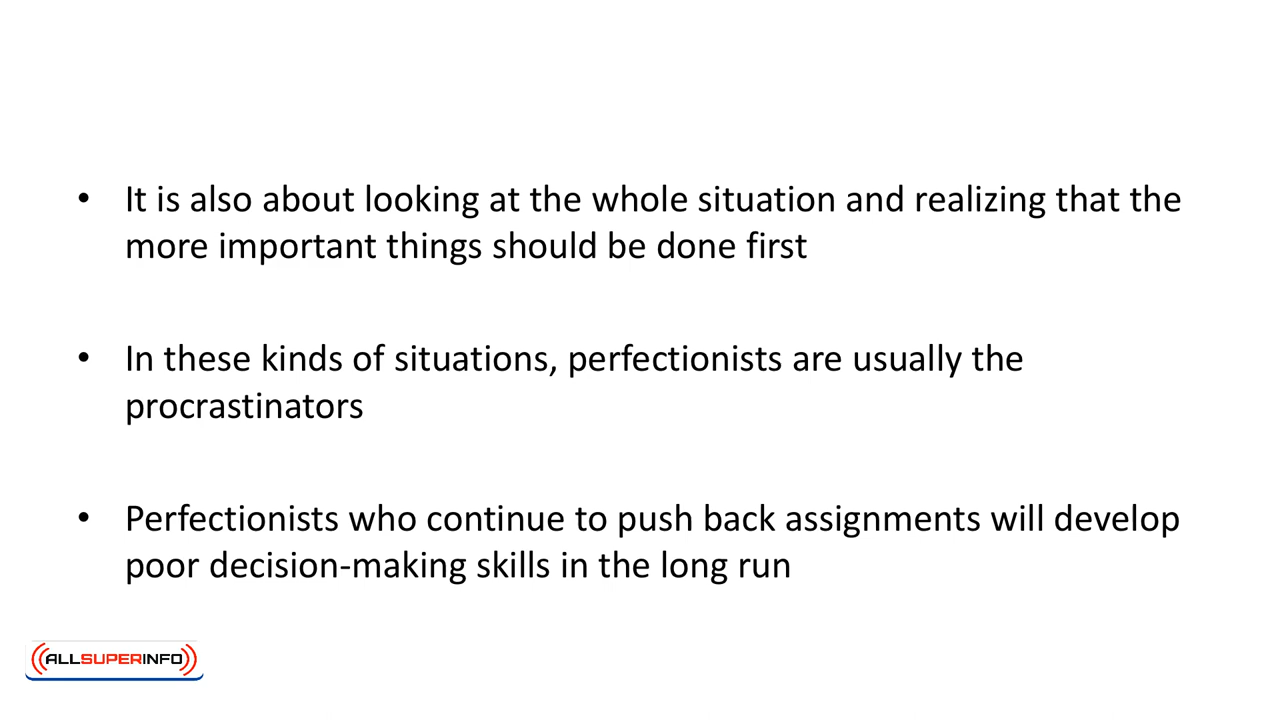 • It is also about looking at the whole situation and realizing that the
more important things should be done first
• In these kinds of situations, perfectionists are usually the
procrastinators
• Perfectionists who continue to push back assignments will develop
poor decision-making skills in the long run
ALLSUPERINFO